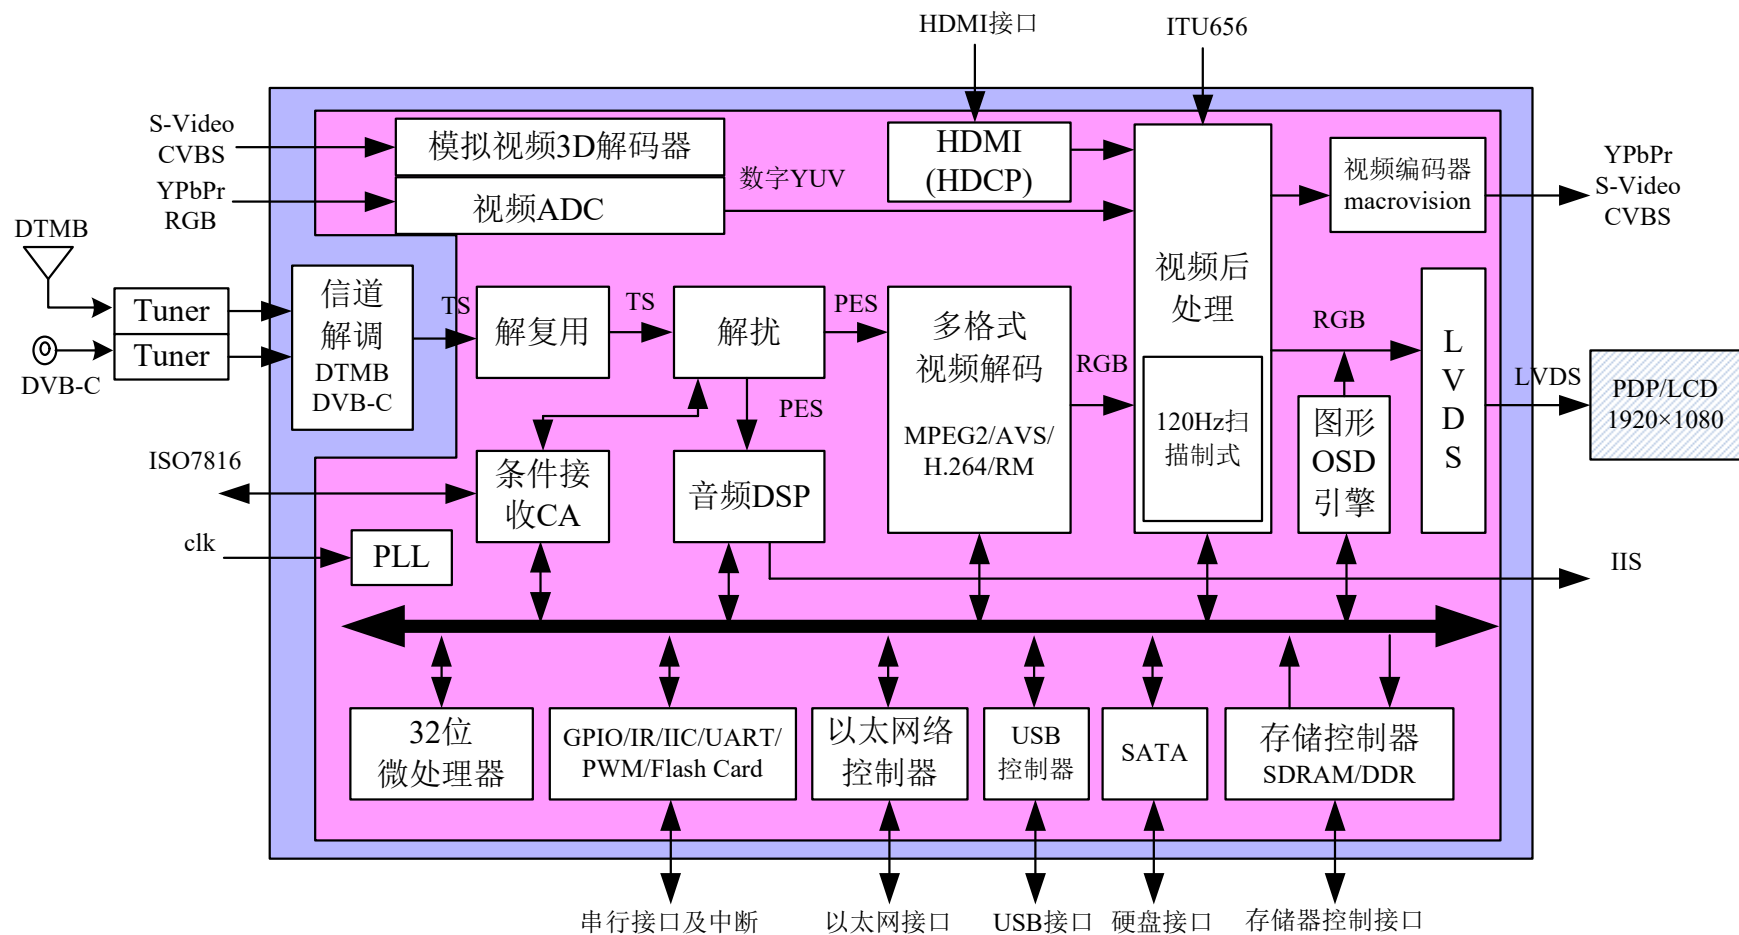 HDMI接口
ITU656
S-Video
CVBS
YPbPr
RGB
模拟视频3D解码器
视频ADC
数字YUV
HDMI
(HDCP)
视频后
处理
120Hz扫
描制式
视频编码器
macrovision
YPbPr
S-Video
CVBS
DTMB
Tuner
Tuner
DVB-C
信道
解调
DTMB
DVB-C
TS
解复用
TS
解扰
PES
PES
多格式
视频解码
MPEG2/AVS/
H.264/RM
RGB
RGB
图形
OSD
引擎
L
V
D
S
LVDS
PDP/LCD
1920×1080
ISO7816
条件接
收CA
音频DSP
clk
PLL
IIS
32位
微处理器
GPIO/IR/IIC/UART/
PWM/Flash Card
以太网络
控制器
USB
控制器
SATA
存储控制器
SDRAM/DDR
串行接口及中断
以太网接口
USB接口
硬盘接口
存储器控制接口